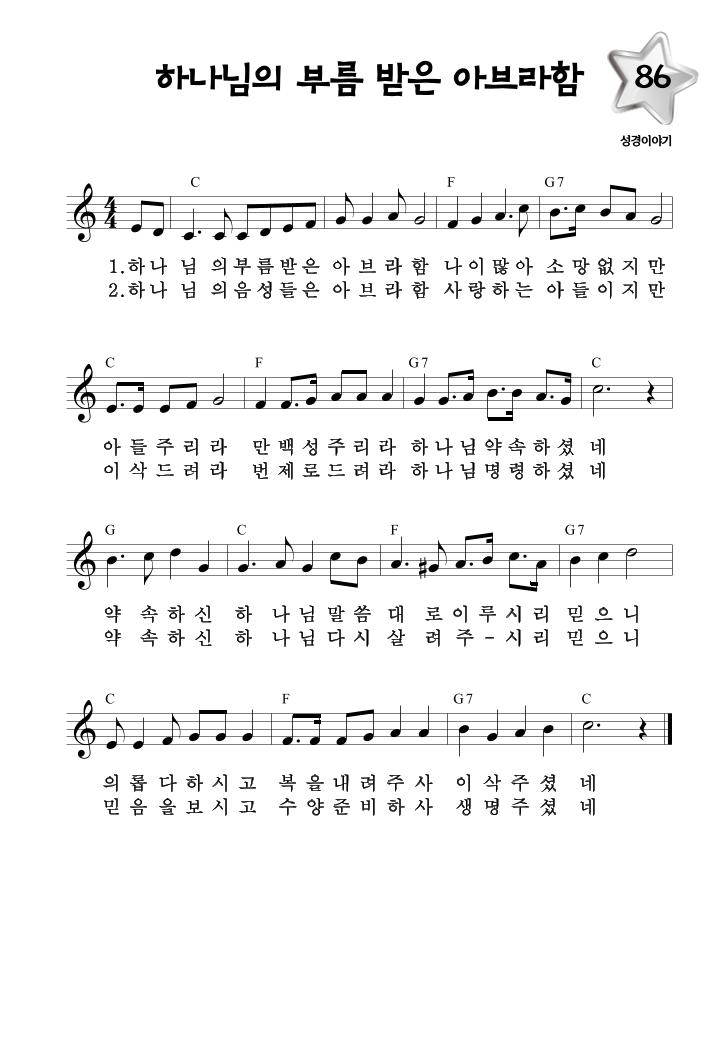 하나님의 부름 받은 아브라함
86
성경이야기
C F G7
4
4
1.하나 님 의부름받은 아브라함 나이많아 소망없지만
2.하나 님 의음성들은 아브라함 사랑하는 아들이지만
C F G7 C
아들주리라 만백성주리라 하나님약속하셨네
이삭드려라 번제로드려라 하나님명령하셨네
G C F G7
약 속하신 하 나님말씀대 로이루시리 믿으니
약 속하신 하 나님다시살 려주-시리 믿으니
C F G7 C
의롭다하시고 복을내려주사 이삭주셨네
믿음을보시고 수양준비하사 생명주셨네